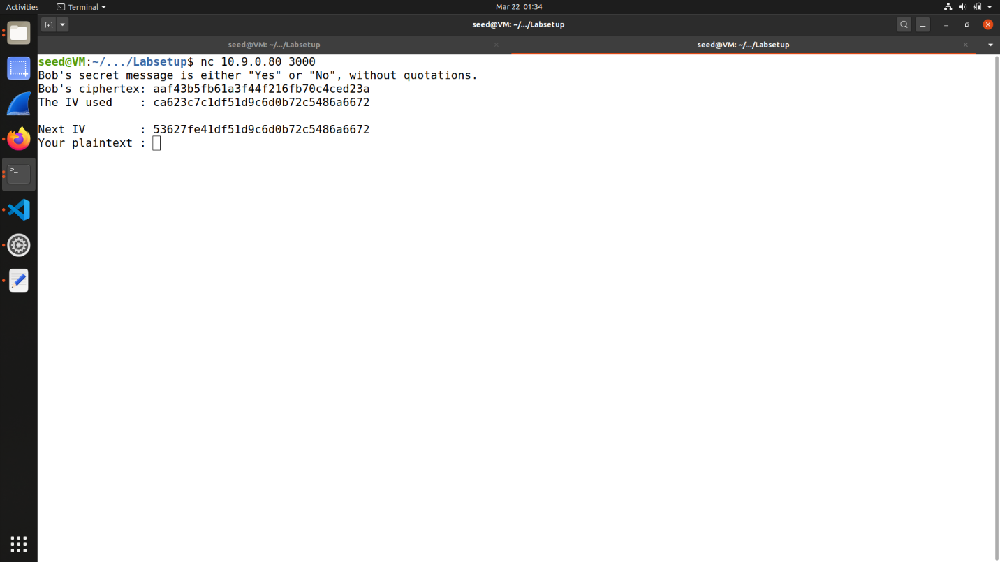 Activities Terminal Mar 22 01:34
seed@VM: ~/.../Labsetup
seed@VM: ~/.../Labsetup seed@VM: ~/.../Labsetup
seed@VM:~/.../Labsetup$ nc 10.9.0.80 3000
Bob's secret message is either "Yes" or "No", without quotations.
Bob's ciphertex: aaf43b5fb61a3f44f216fb70c4ced23a
The IV used    : ca623c7c1df51d9c6d0b72c5486a6672
Next IV        : 53627fe41df51d9c6d0b72c5486a6672
Your plaintext :